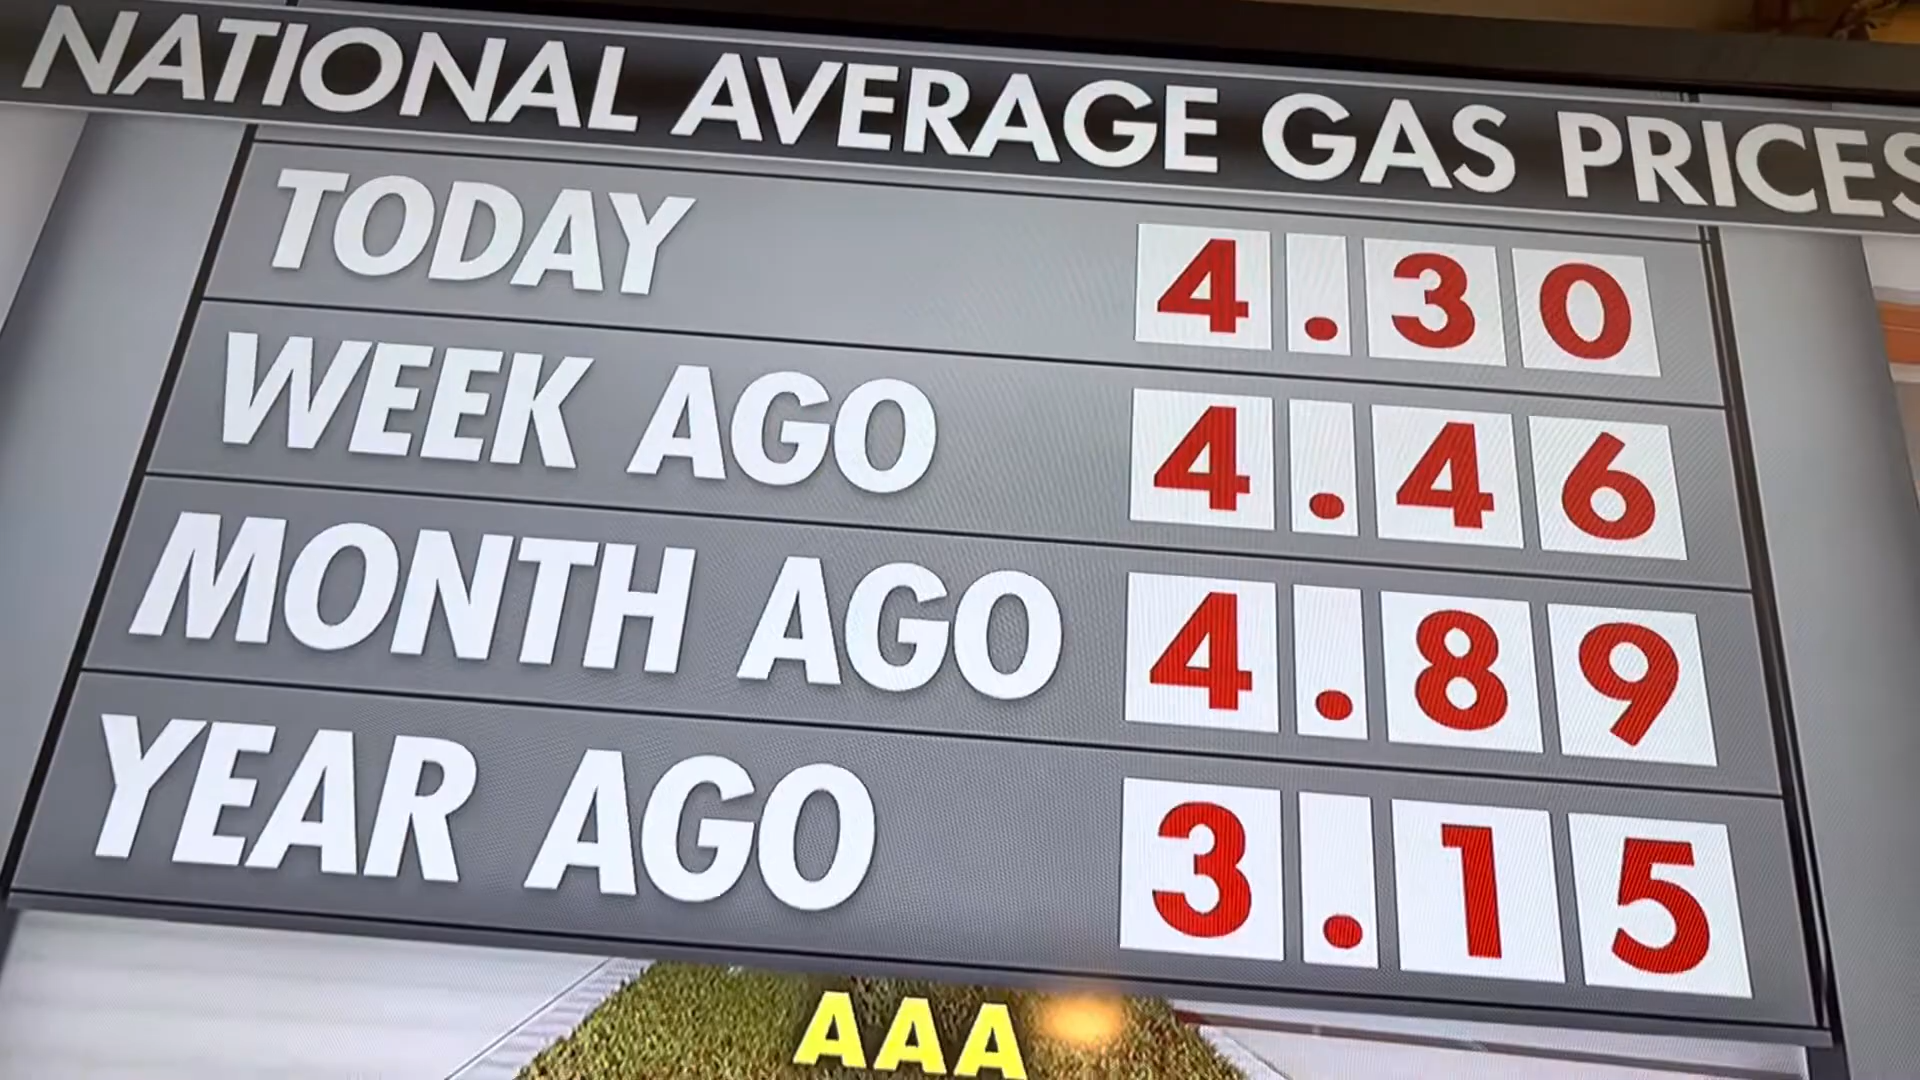 NATIONAL AVERAGE GAS PRICES
TODAY 4.30
WEEK AGO 4.46
MONTH AGO 4.89
YEAR AGO 3.15
AAA